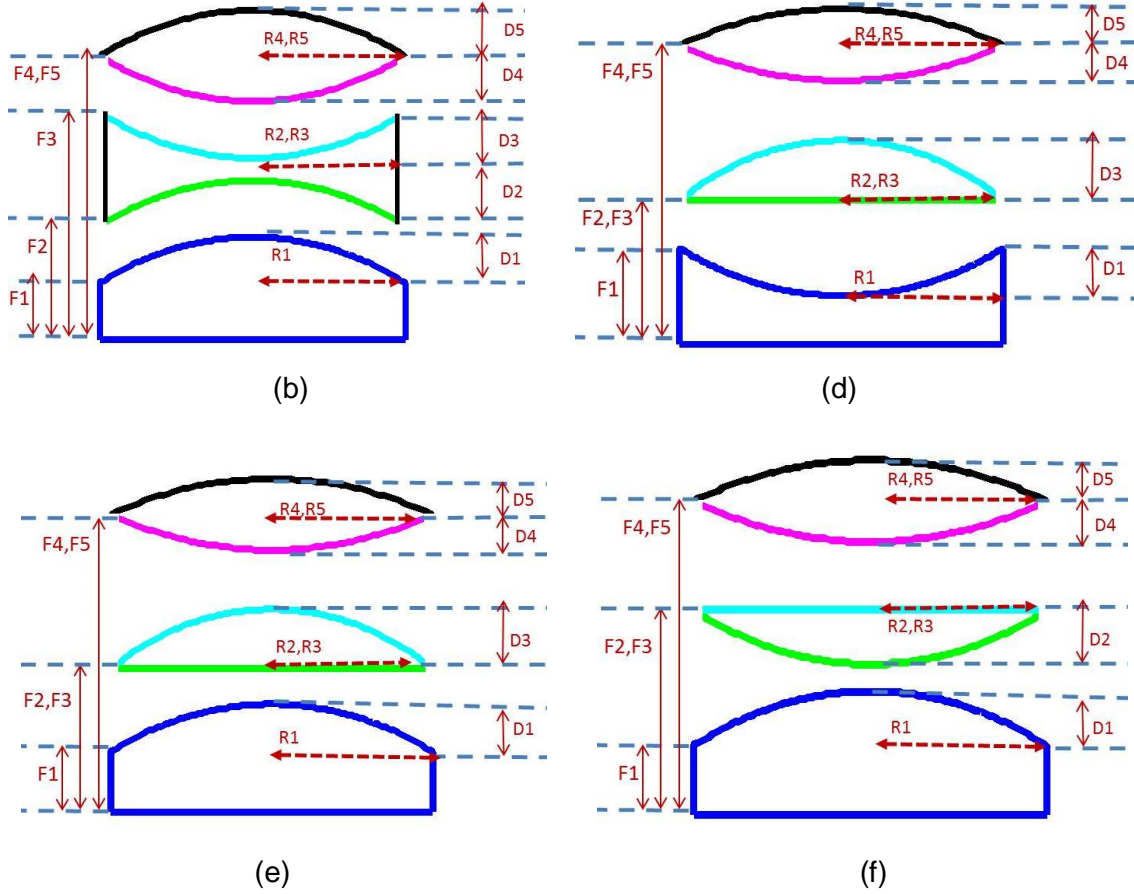 D5
R4,R5
D4
F4,F5
F3
R2,R3
D3
D2
F2
R1
D1
F1
(b)
D5
R4,R5
D4
F4,F5
D3
R2,R3
F2,F3
D1
R1
F1
(d)
D5
R4,R5
D4
F4,F5
D3
R2,R3
F2,F3
D1
R1
F1
(e)
D5
R4,R5
D4
F4,F5
D2
R2,R3
F2,F3
D1
R1
F1
(f)